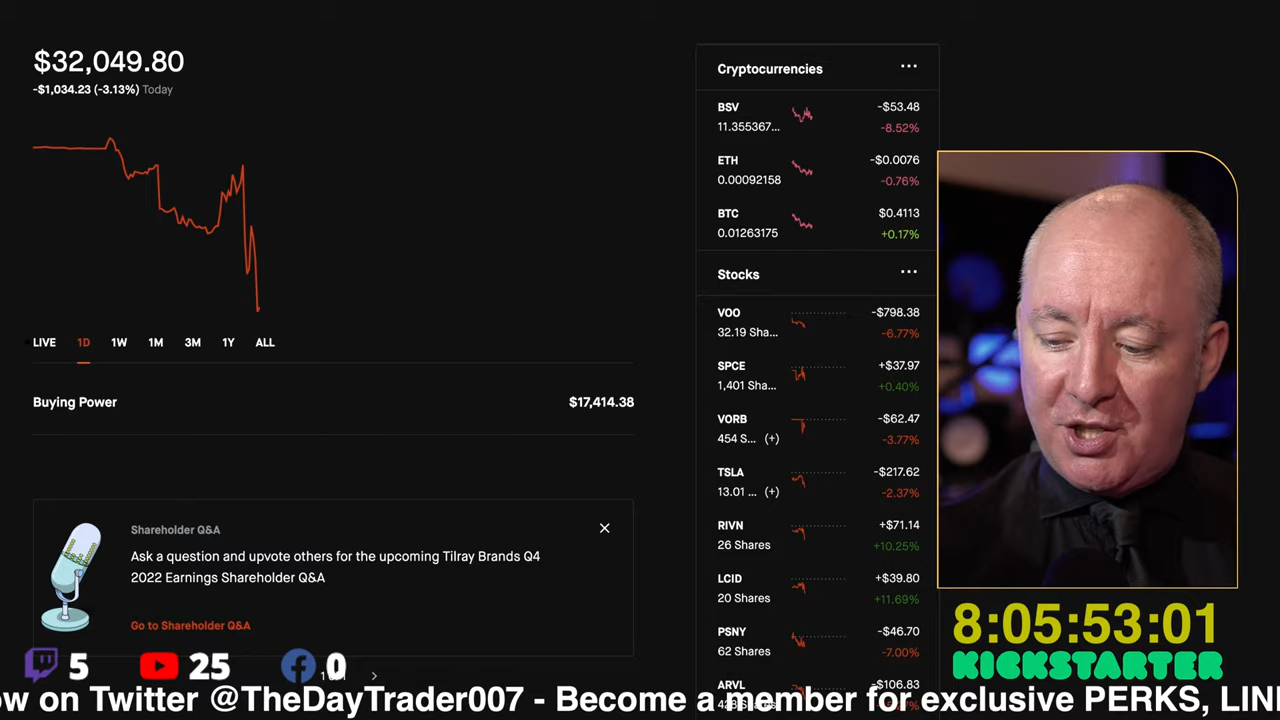 $32,049.80
-$1,034.23 (-3.13%) Today
LIVE 1D 1W 1M 3M 1Y ALL
Buying Power $17,414.38
Shareholder Q&A
Ask a question and upvote others for the upcoming Tilray Brands Q4
2022 Earnings Shareholder Q&A
Go to Shareholder Q&A
Cryptocurrencies
BSV -$53.48
11.355367... -8.52%
ETH -$0.0076
0.00092158 -0.76%
BTC $0.4113
0.01263175 +0.17%
Stocks
VOO -$798.38
32.19 Sha... -6.77%
SPCE +$37.97
1,401 Sha... +0.40%
VORB -$62.47
454 S... (+) -3.77%
TSLA -$217.62
13.01 ... (+) -2.37%
RIVN +$71.14
26 Shares +10.25%
LCID +$39.80
20 Shares +11.69%
PSNY -$46.70
62 Shares -7.00%
ARVL -$106.83
8:05:53:01
KICKSTARTER
5 25 0
ow on Twitter @TheDayTrader007 - Become a member for exclusive PERKS, LIN